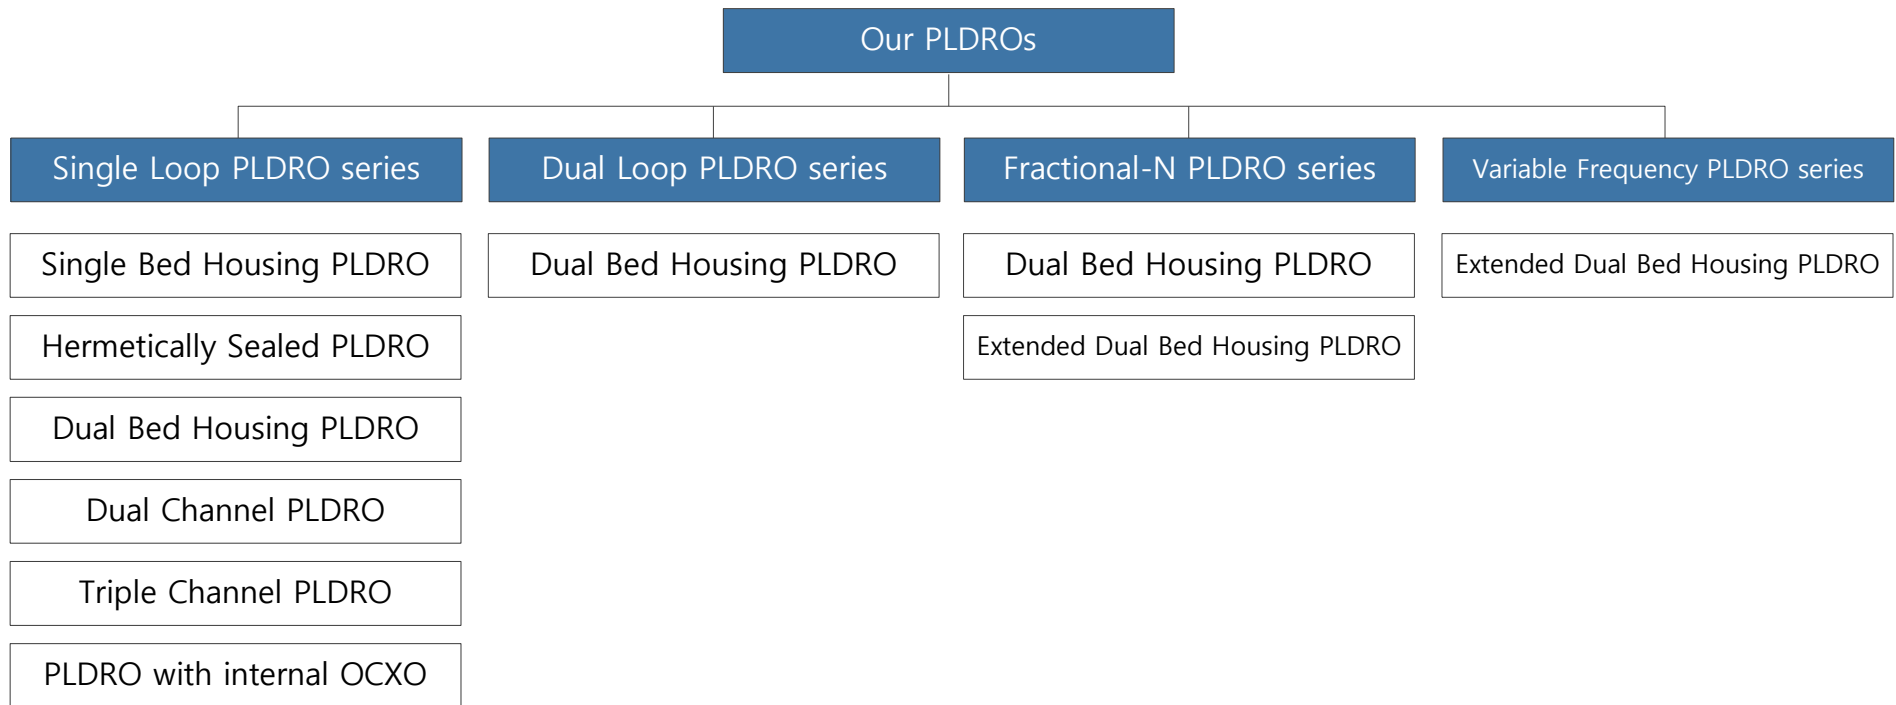 Our PLDROs
Single Loop PLDRO series
Dual Loop PLDRO series
Fractional-N PLDRO series
Variable Frequency PLDRO series
Single Bed Housing PLDRO
Dual Bed Housing PLDRO
Dual Bed Housing PLDRO
Extended Dual Bed Housing PLDRO
Hermetically Sealed PLDRO
Extended Dual Bed Housing PLDRO
Dual Bed Housing PLDRO
Dual Channel PLDRO
Triple Channel PLDRO
PLDRO with internal OCXO